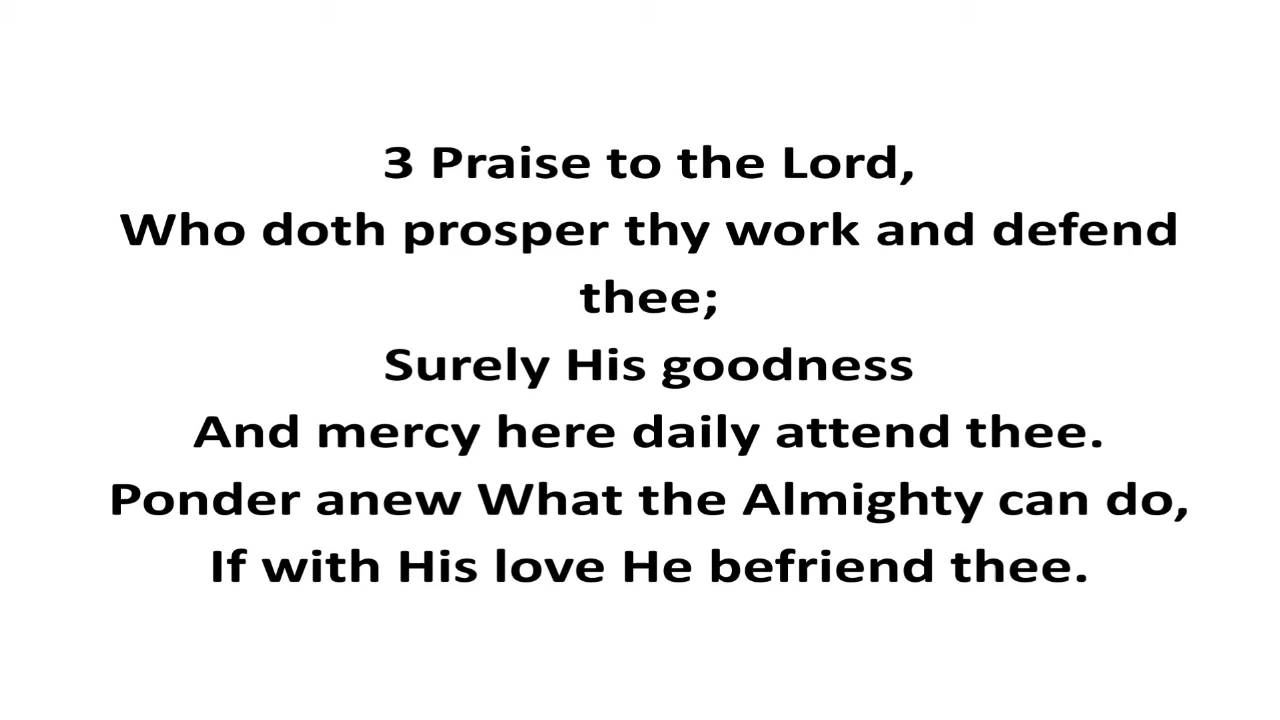 3 Praise to the Lord,
Who doth prosper thy work and defend
thee;
Surely His goodness
And mercy here daily attend thee.
Ponder anew What the Almighty can do,
If with His love He befriend thee.